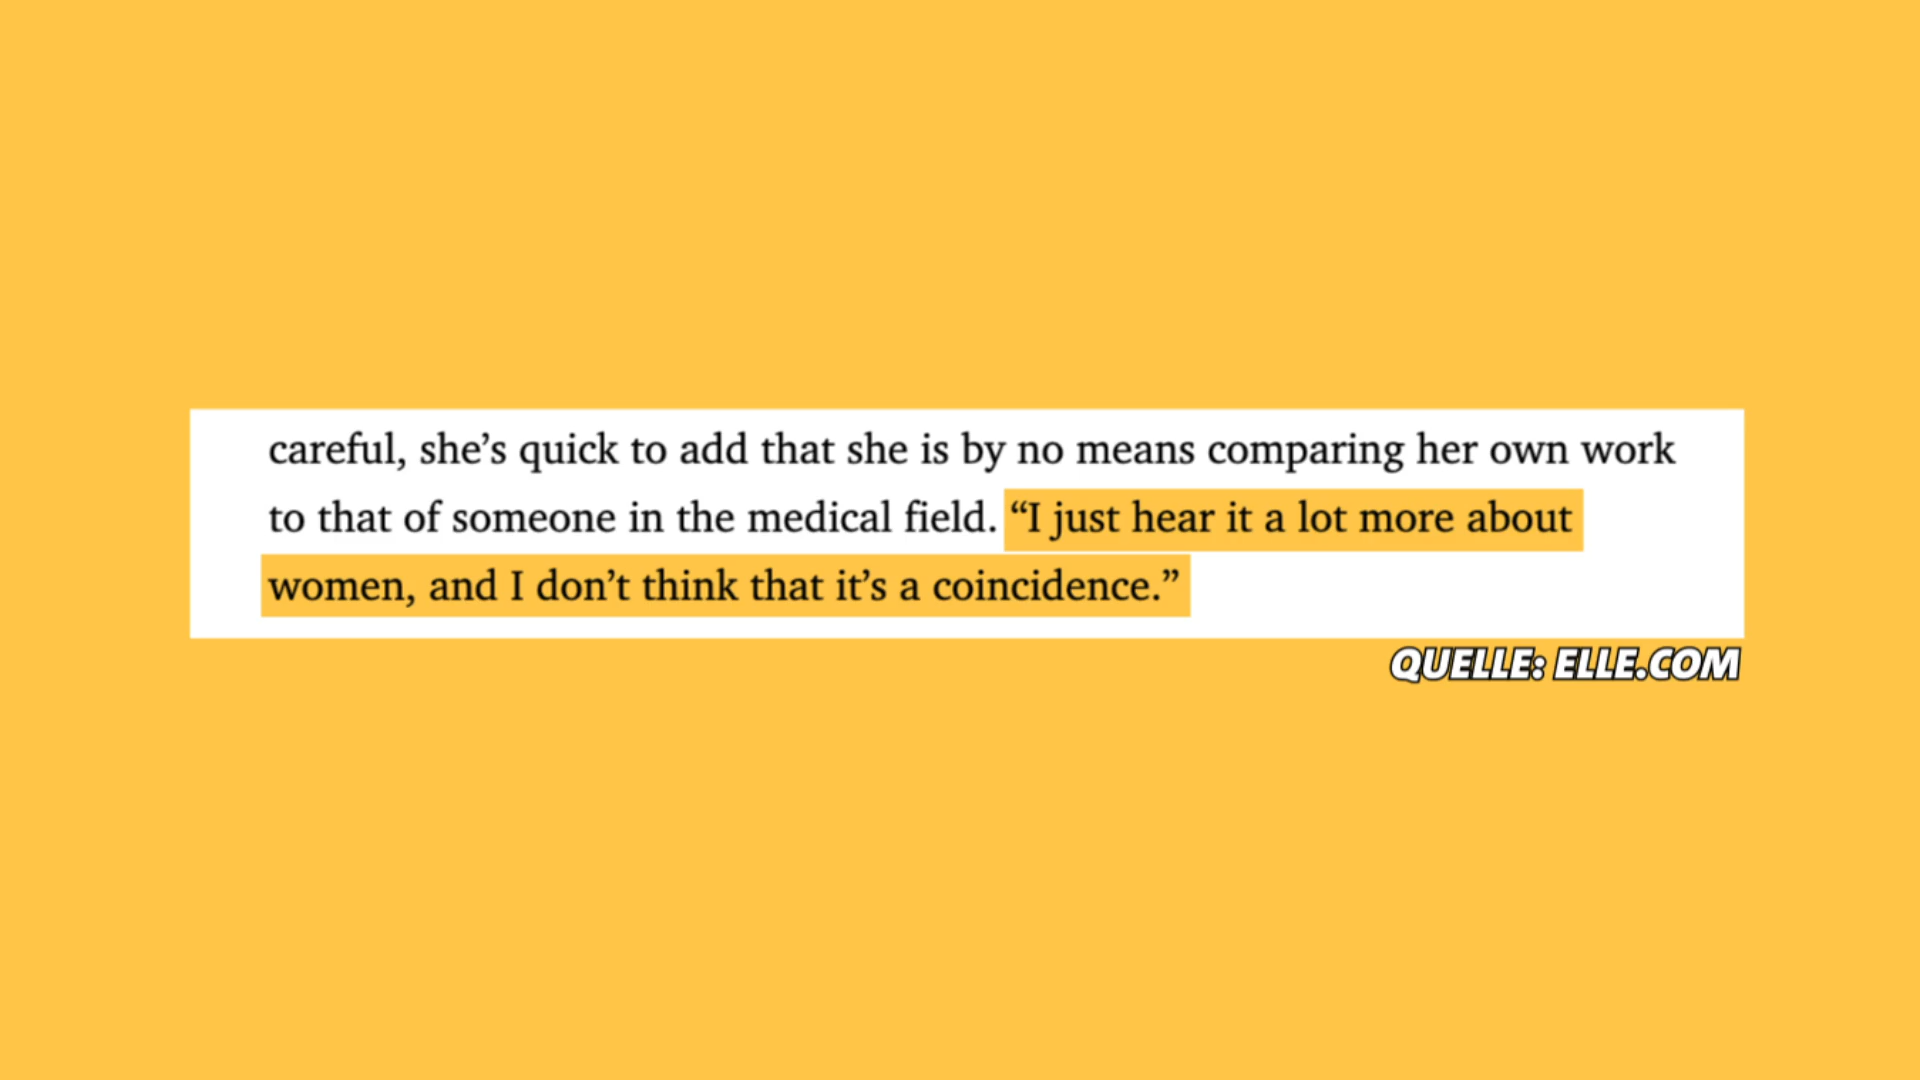 careful, she’s quick to add that she is by no means comparing her own work
to that of someone in the medical field. “I just hear it a lot more about
women, and I don’t think that it’s a coincidence.”
QUELLE: ELLE.COM